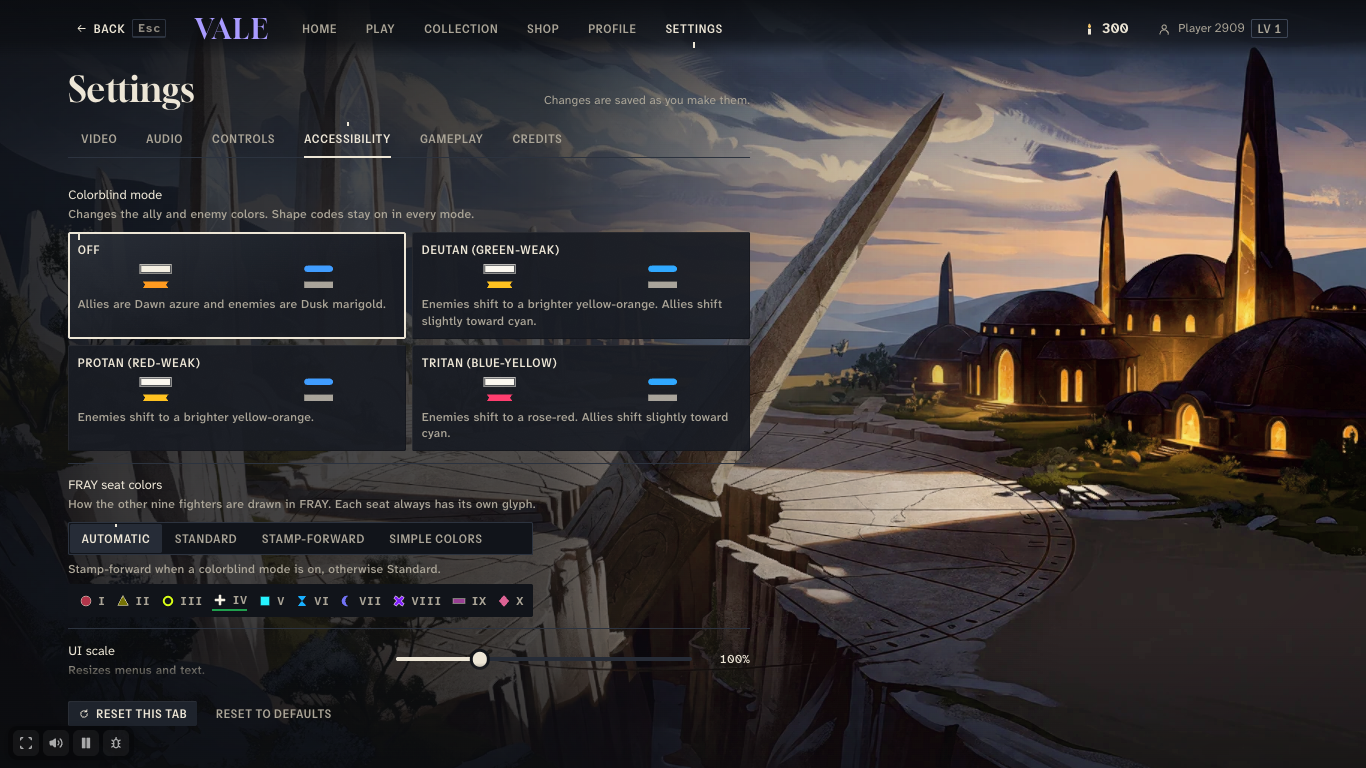 ← BACK Esc VALE HOME PLAY COLLECTION SHOP PROFILE SETTINGS 300 Player 2909 LV 1
Settings
Changes are saved as you make them.
VIDEO AUDIO CONTROLS ACCESSIBILITY GAMEPLAY CREDITS
Colorblind mode
Changes the ally and enemy colors. Shape codes stay on in every mode.
OFF
Allies are Dawn azure and enemies are Dusk marigold.
DEUTAN (GREEN-WEAK)
Enemies shift to a brighter yellow-orange. Allies shift
slightly toward cyan.
PROTAN (RED-WEAK)
Enemies shift to a brighter yellow-orange.
TRITAN (BLUE-YELLOW)
Enemies shift to a rose-red. Allies shift slightly toward
cyan.
FRAY seat colors
How the other nine fighters are drawn in FRAY. Each seat always has its own glyph.
AUTOMATIC STANDARD STAMP-FORWARD SIMPLE COLORS
Stamp-forward when a colorblind mode is on, otherwise Standard.
I II III IV V VI VII VIII IX X
UI scale
100%
Resizes menus and text.
RESET THIS TAB RESET TO DEFAULTS